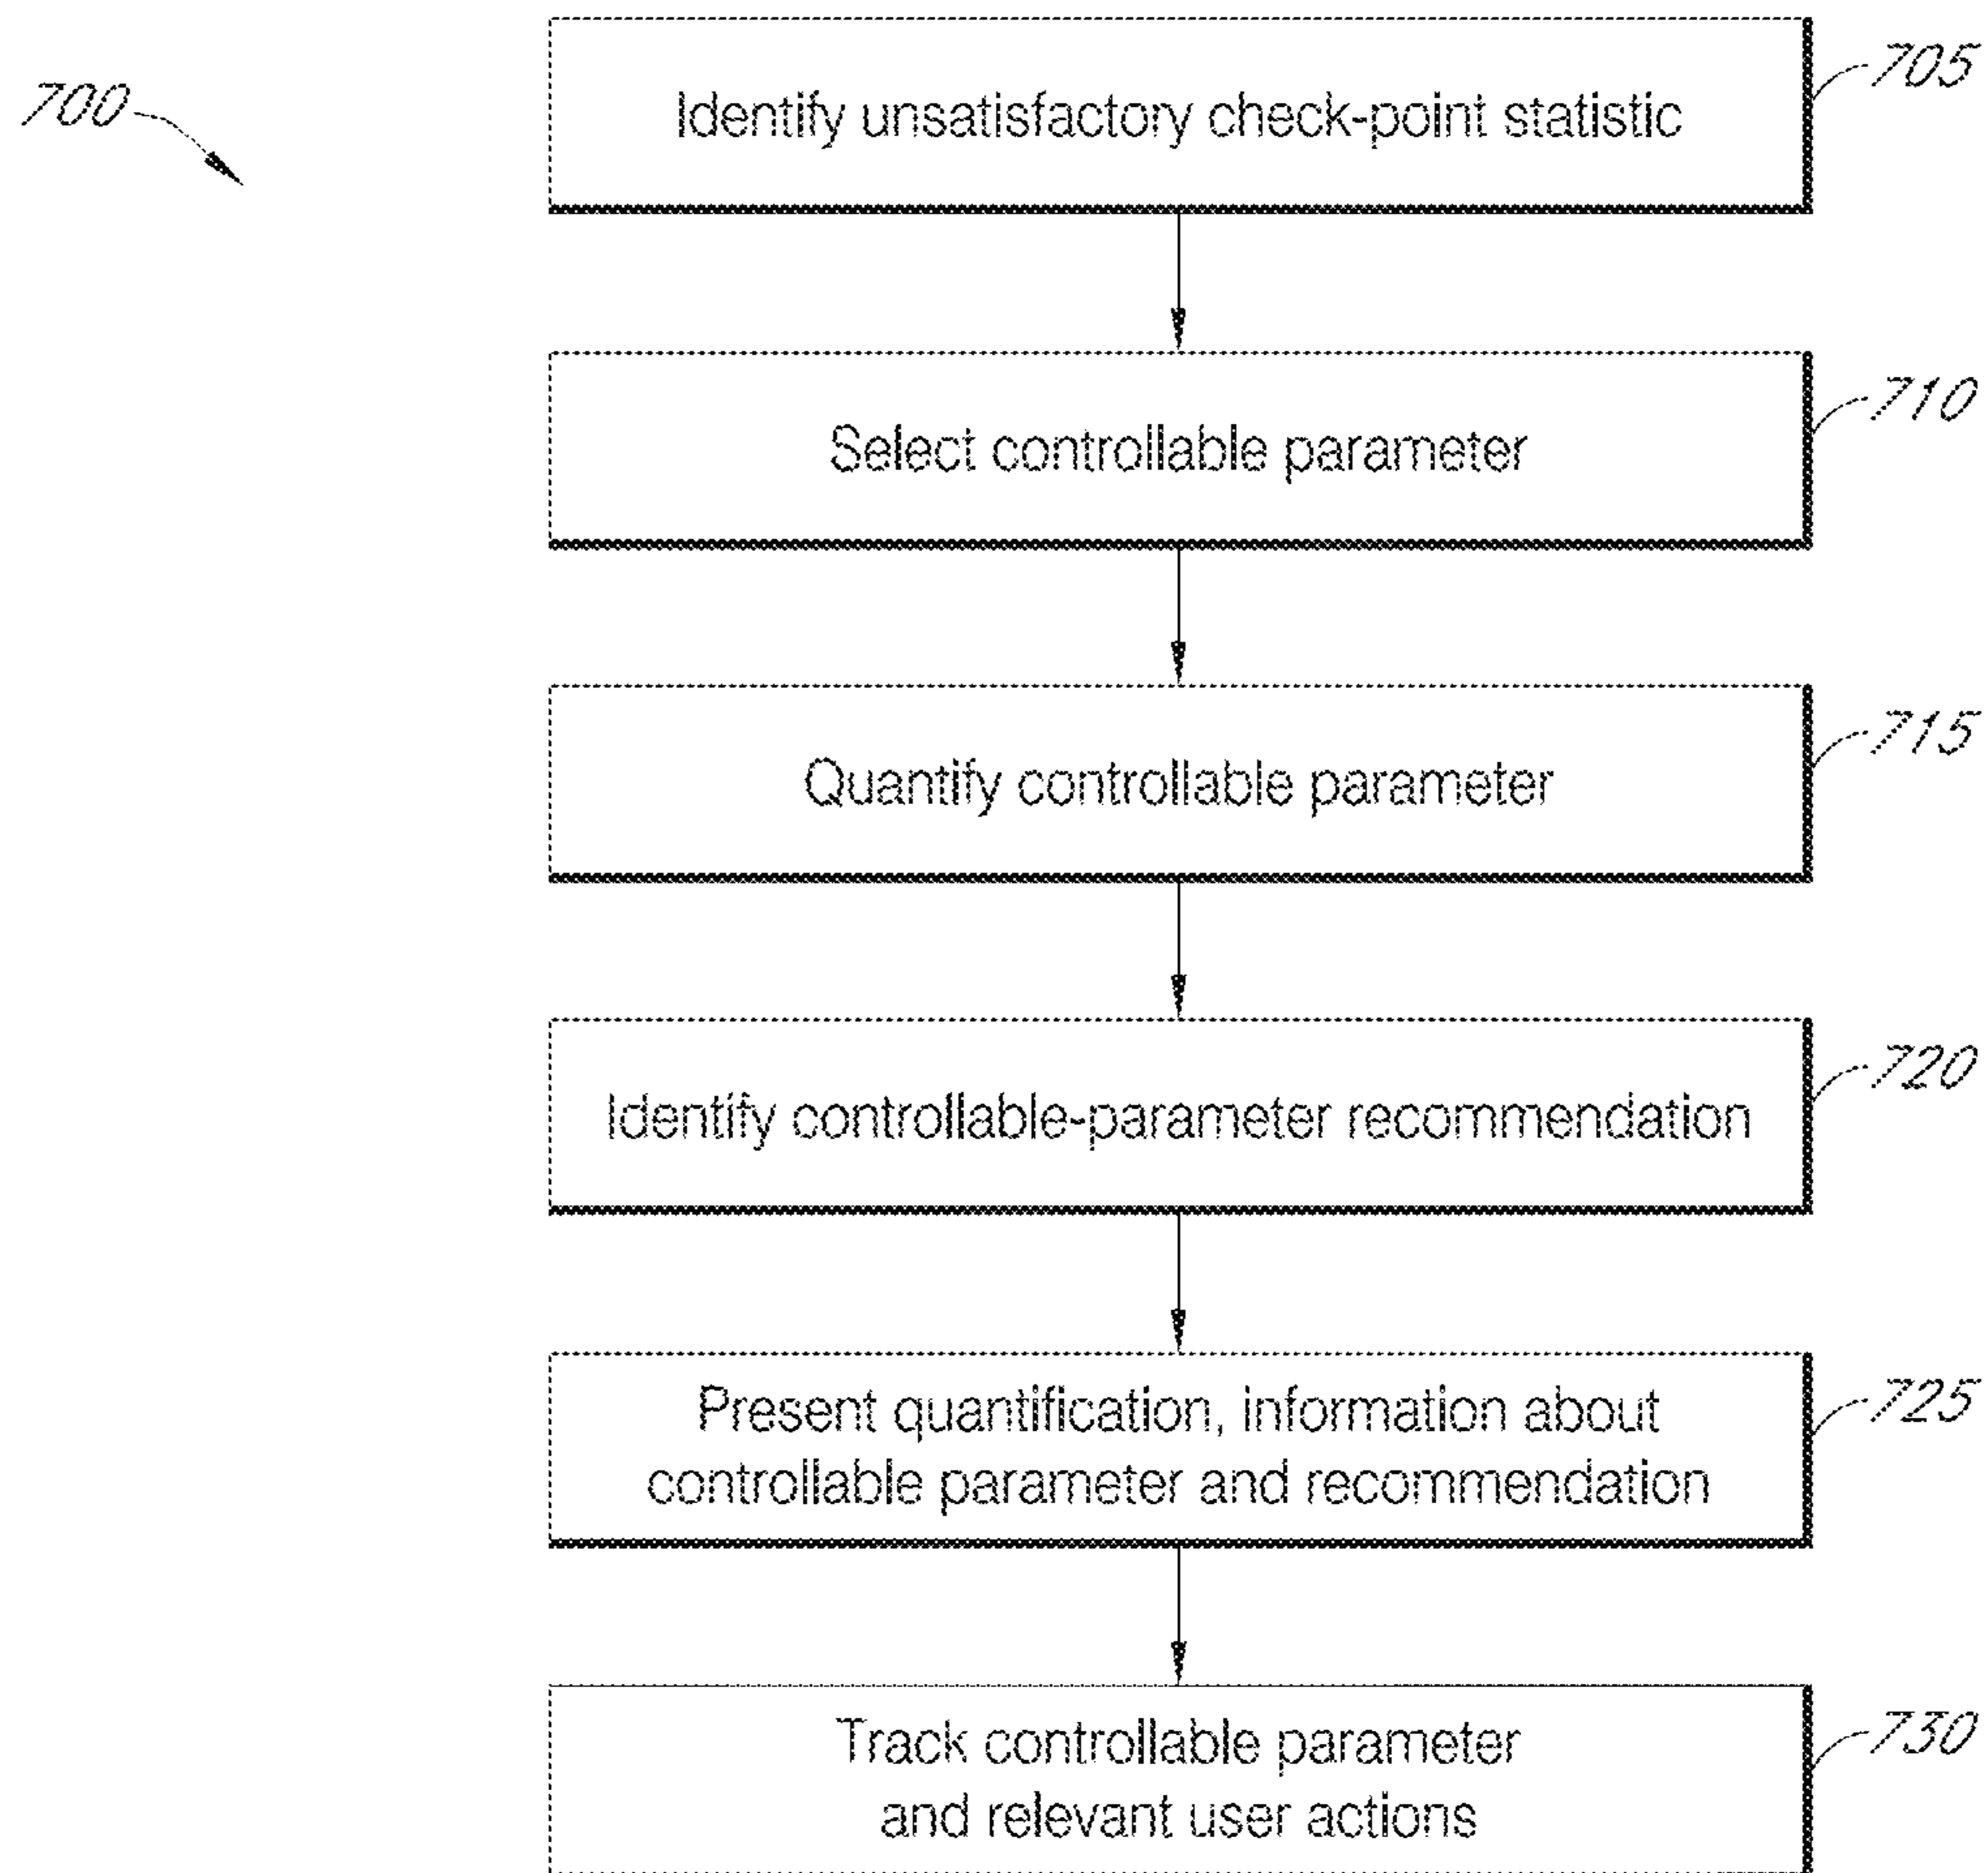 700
Identify unsatisfactory check-point statistic
705
Select controllable parameter
710
Quantify controllable parameter
715
Identify controllable-parameter recommendation
720
Present quantification, information about
controllable parameter and recommendation
725
Track controllable parameter
and relevant user actions
730